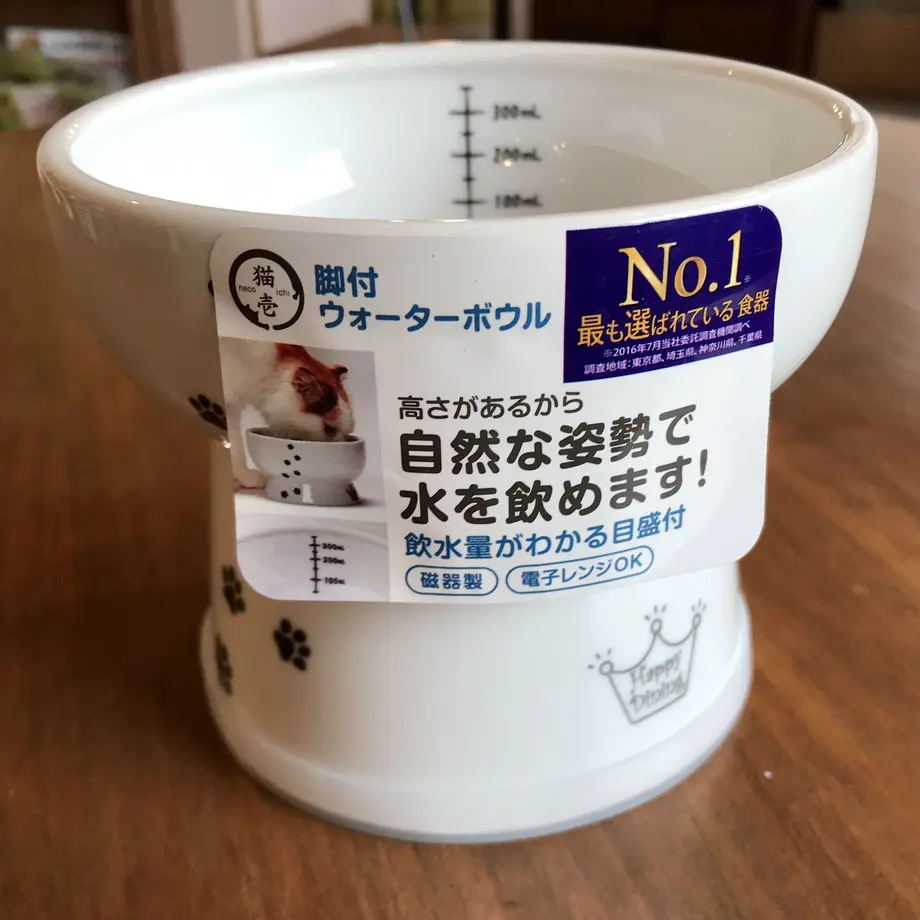 300mL
200mL
100mL
猫壱
neco ichi
脚付
ウォーターボウル
No.1※
最も選ばれている食器
※2016年7月当社委託調査機関調べ
調査地域:東京都、埼玉県、神奈川県、千葉県
高さがあるから
自然な姿勢で
水を飲めます!
飲水量がわかる目盛付
磁器製
電子レンジOK
300mL
200mL
100mL
Happy
Dining